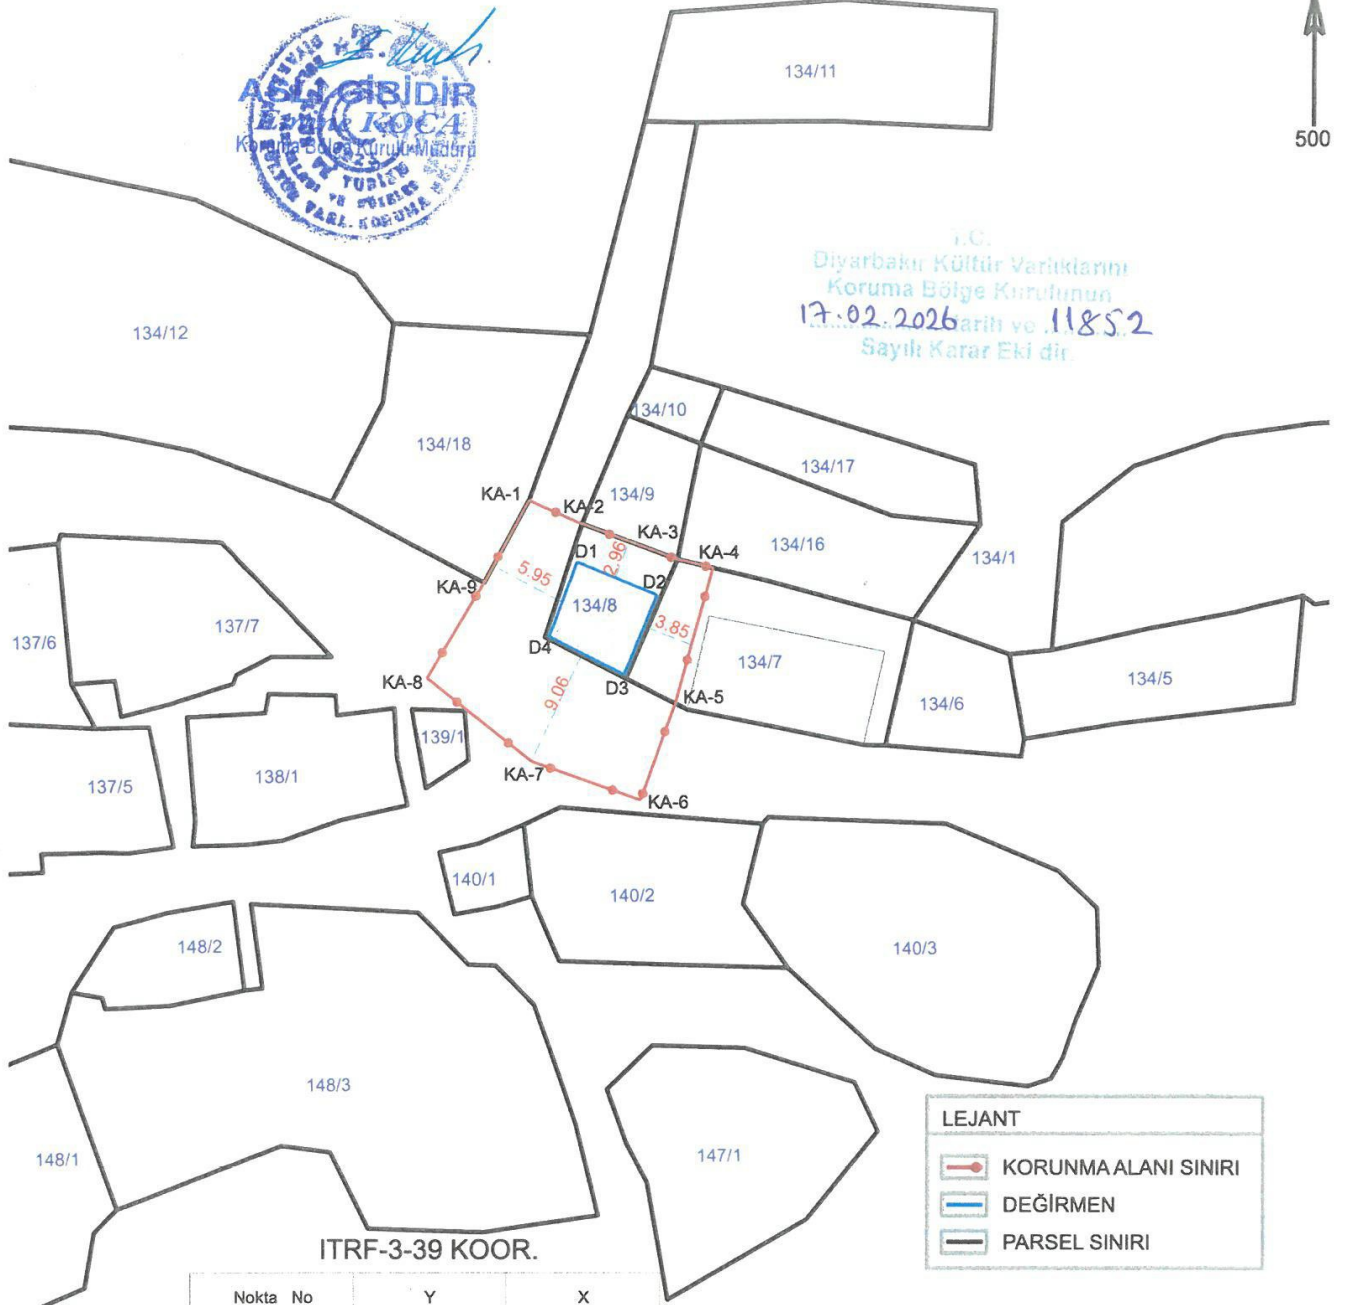 134/11
ASLI GİBİDİR
Emine KOCA
Koruma Bölge Kurulu Müdürü
500
T.C.
Diyarbakır Kültür Varlıklarını
Koruma Bölge Kurulunun
17.02.2026 tarih ve 11852
Sayılı Karar Eki dir.
134/12
134/10
134/18
134/17
KA-1
KA-2
134/9
KA-3
134/16
KA-4
134/1
D1
2.96
5.95
D2
KA-9
134/8
137/7
3.85
137/6
D4
134/7
134/5
D3
KA-8
9.06
KA-5
134/6
139/1
KA-7
138/1
137/5
KA-6
140/1
140/2
148/2
140/3
148/3
148/1
147/1
LEJANT
KORUNMA ALANI SINIRI
DEĞİRMEN
PARSEL SINIRI
ITRF-3-39 KOOR.
Nokta No Y X